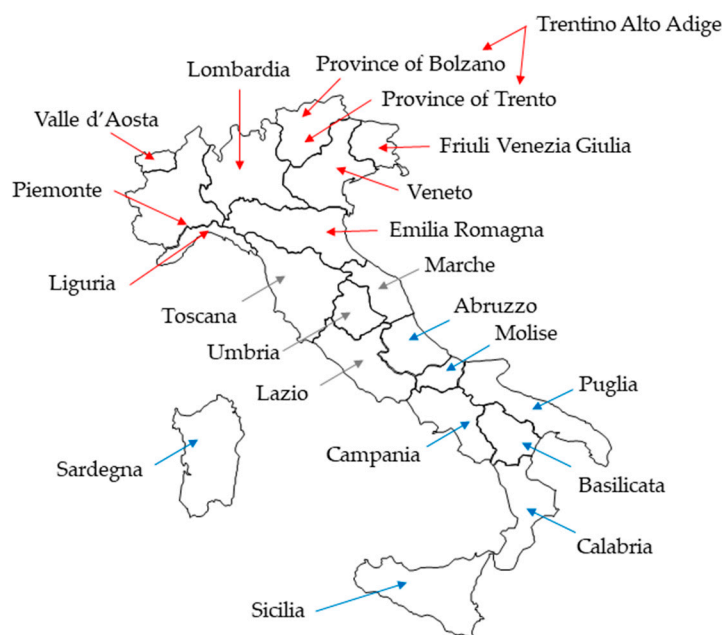 Trentino Alto Adige
Province of Bolzano
Lombardia
Province of Trento
Valle d'Aosta
Friuli Venezia Giulia
Piemonte
Veneto
Emilia Romagna
Marche
Liguria
Abruzzo
Toscana
Molise
Umbria
Puglia
Lazio
Campania
Sardegna
Basilicata
Calabria
Sicilia